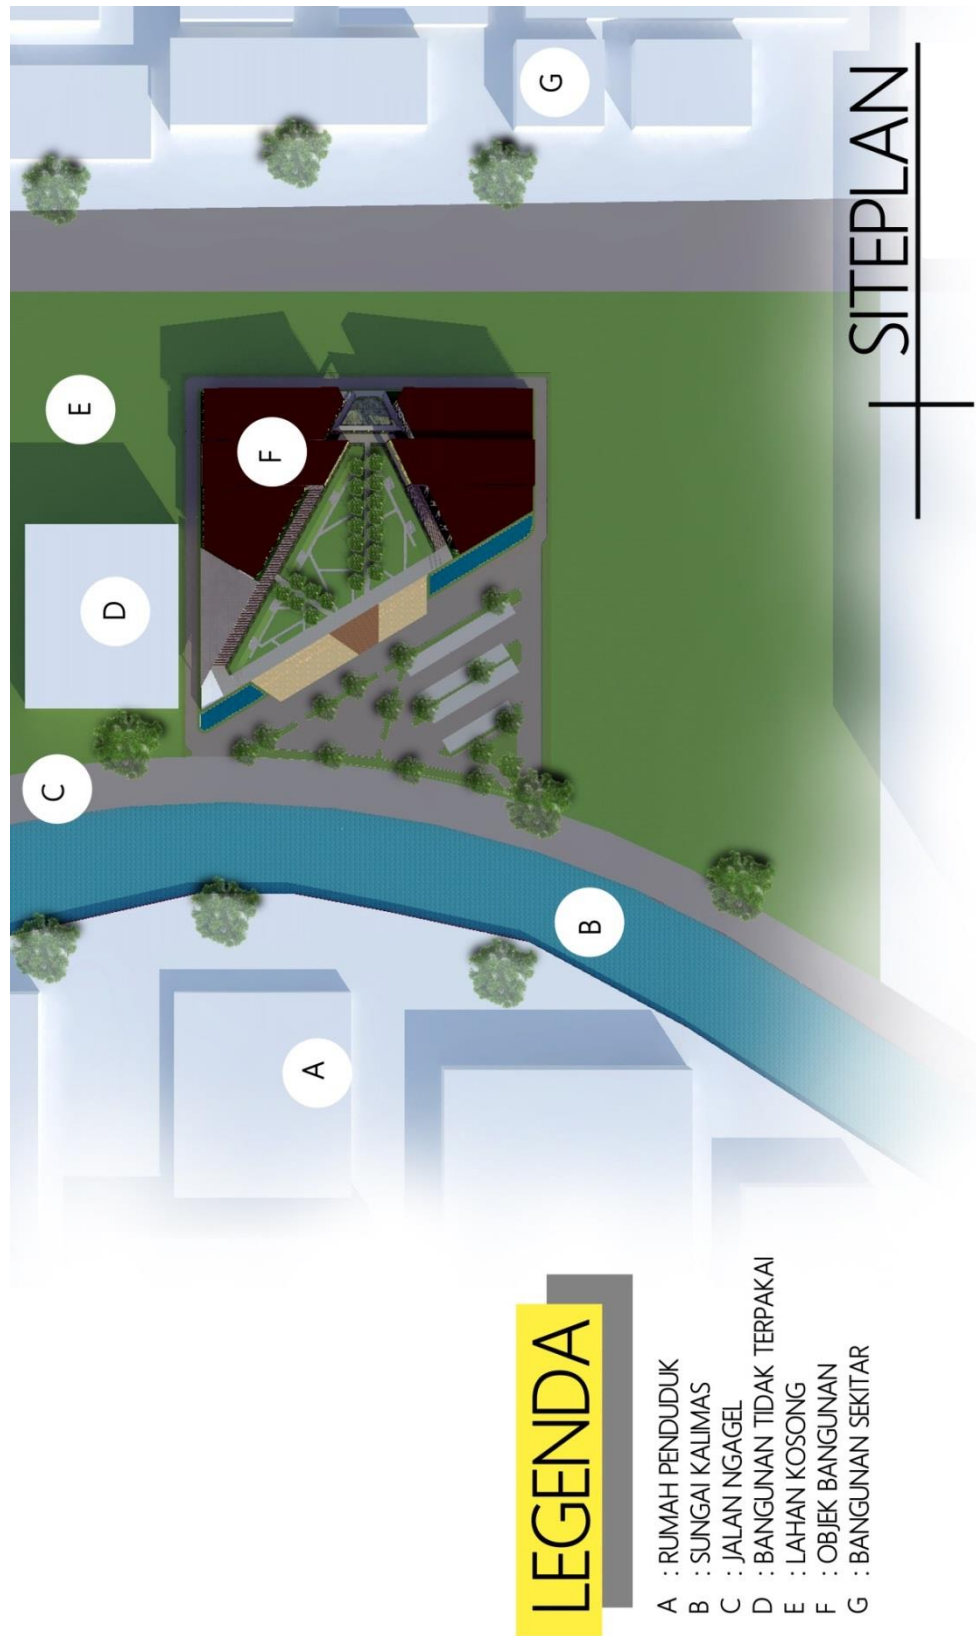 SITEPLAN
G
E
F
D
C
B
A
LEGENDA
A : RUMAH PENDUDUK
B : SUNGAI KALIMAS
C : JALAN NGAGEL
D : BANGUNAN TIDAK TERPAKAI
E : LAHAN KOSONG
F : OBJEK BANGUNAN
G : BANGUNAN SEKITAR